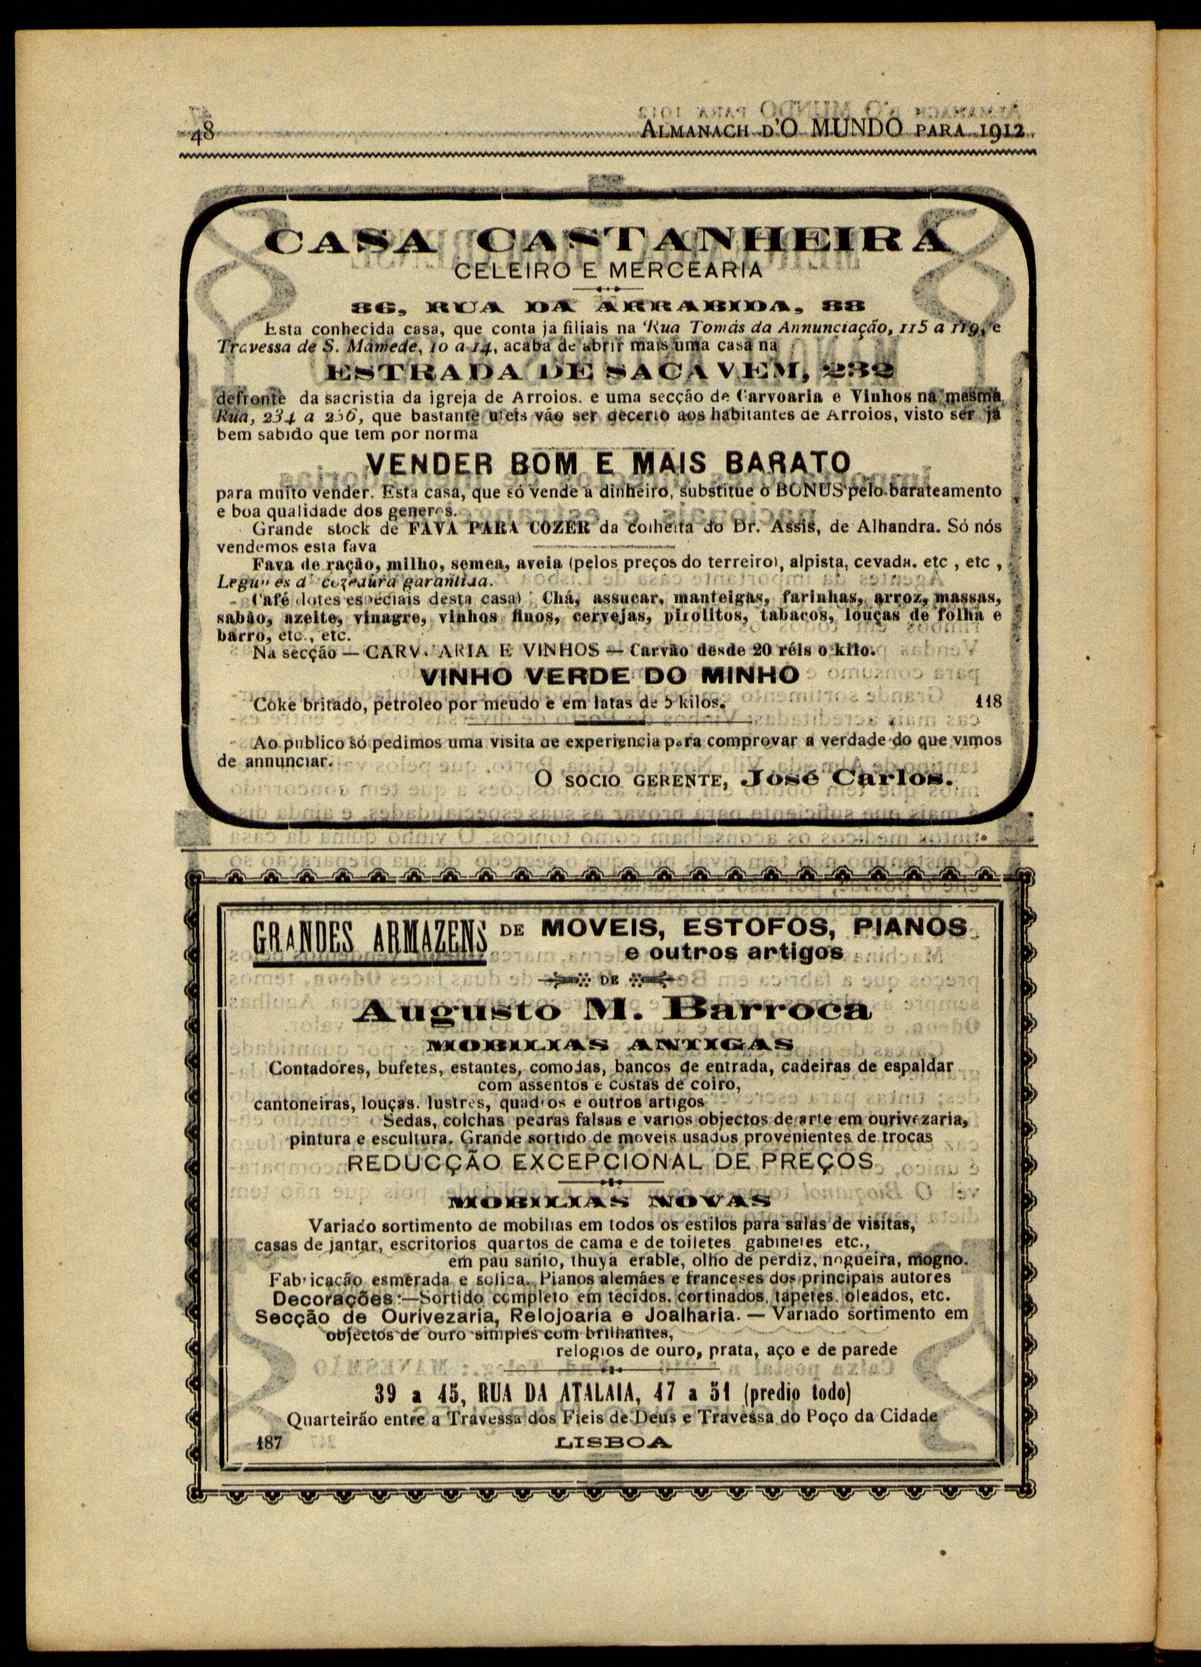 48
ALMANACH D'O MUNDO PARA 1912
CASA CASTANHEIRA
CELEIRO E MERCEARIA
86, RUA DA ARRABIDA, 88
Esta conhecida casa, que conta ja filiais na Rua Tomás da Annunciação, 115 a 119, e
Travessa de S. Mamede, 10 a 14, acaba de abrir mais uma casa na
ESTRADA DE SACAVEM, 232
defronte da sacristia da igreja de Arroios. e uma secção de Carvoaria e Vinhos na mesma
Rua, 234 a 236, que bastante uteis vão ser decerto aos habitantes de Arroios, visto ser já
bem sabido que tem por norma
VENDER BOM E MAIS BARATO
para muito vender. Esta casa, que só vende a dinheiro, substitue o BONUS pelo barateamento
e boa qualidade dos generos.
Grande stock de FAVA PARA COZER da colheita do Dr. Assis, de Alhandra. Só nós
vendemos esta fava
Fava de ração, milho, semea, aveia (pelos preços do terreiro), alpista, cevada. etc , etc ,
Legumes de cozedura garantida.
Café (lotes especiais desta casa) Chá, assucar, manteigas, farinhas, arroz, massas,
sabão, azeite, vinagre, vinhos finos, cervejas, pirolitos, tabacos, louças de folha e
barro, etc., etc.
Na secção — CARVOARIA E VINHOS — Carvão desde 20 réis o kilo.
VINHO VERDE DO MINHO
Coke britado, petroleo por meudo e em latas de 5 kilos. 118
Ao publico só pedimos uma visita de experiencia para comprovar a verdade do que vimos
de annunciar.
O SOCIO GERENTE, José Carlos.
GRANDES ARMAZENS DE MOVEIS, ESTOFOS, PIANOS
e outros artigos
DE
Augusto M. Barroca
MOBILIAS ANTIGAS
Contadores, bufetes, estantes, comodas, bancos de entrada, cadeiras de espaldar
com assentos e costas de coiro,
cantoneiras, louças. lustres, quadros e outros artigos
Sedas, colchas pedras falsas e varios objectos de arte em ourivezaria,
pintura e escultura. Grande sortido de moveis usados provenientes de trocas
REDUCÇÃO EXCEPCIONAL DE PREÇOS
MOBILIAS NOVAS
Variado sortimento de mobilias em todos os estilos para salas de visitas,
casas de jantar, escritorios quartos de cama e de toiletes gabinetes etc.,
em pau santo, thuya erable, olho de perdiz, nogueira, mogno.
Fabricação esmerada e solida. Pianos alemães e franceses dos principais autores
Decorações:—Sortido completo em tecidos. cortinados, tapetes. oleados, etc.
Secção de Ourivezaria, Relojoaria e Joalharia. — Variado sortimento em
objectos de ouro simples com brilhantes,
relogios de ouro, prata, aço e de parede
39 a 45, RUA DA ATALAIA, 47 a 51 (predio todo)
Quarteirão entre a Travessa dos Fieis de Deus e Travessa do Poço da Cidade
187 LISBOA